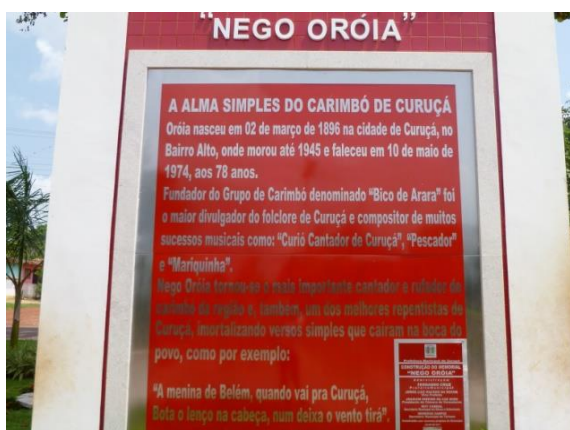 "NEGO ORÓIA"
A ALMA SIMPLES DO CARIMBÓ DE CURUÇÁ
Oróia nasceu em 02 de março de 1896 na cidade de Curuçá, no
Bairro Alto, onde morou até 1945 e faleceu em 10 de maio de
1974, aos 78 anos.
Fundador do Grupo de Carimbó denominado "Bico de Arara" foi
o maior divulgador do folclore de Curuçá e compositor de muitos
sucessos musicais como: "Curió Cantador de Curuçá", "Pescador"
e "Mariquinha".
Nego Oróia tornou-se o mais importante cantador e rufador de
carimbo da região e, também, um dos melhores repentistas de
Curuçá, imortalizando versos simples que caíram na boca do
povo, como por exemplo:
"A menina de Belém, quando vai pra Curuçá,
Bota o lenço na cabeça, num deixa o vento tirá".
CONSTRUÇÃO DO MEMORIAL
"NEGO ORÓIA"